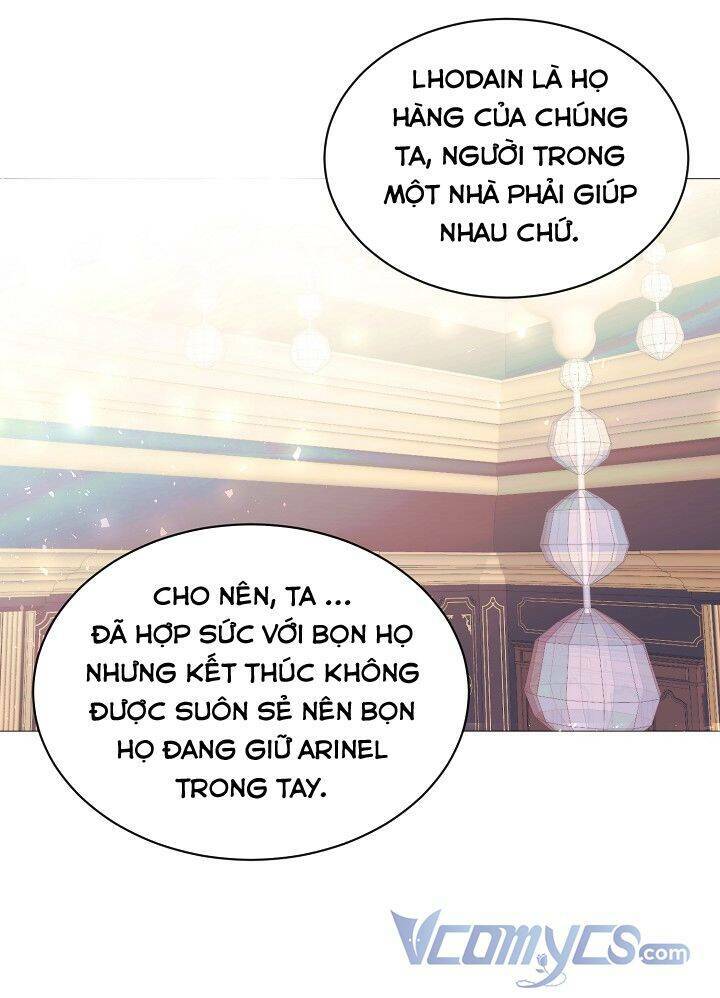 LHODAIN LÀ HỌ
HÀNG CỦA CHÚNG
TA, NGƯỜI TRONG
MỘT NHÀ PHẢI GIÚP
NHAU CHỨ.
CHO NÊN, TA ...
ĐÃ HỢP SỨC VỚI BỌN HỌ
NHƯNG KẾT THÚC KHÔNG
ĐƯỢC SUÔN SẺ NÊN BỌN
HỌ ĐANG GIỮ ARINEL
TRONG TAY.
VCOMYCS.com